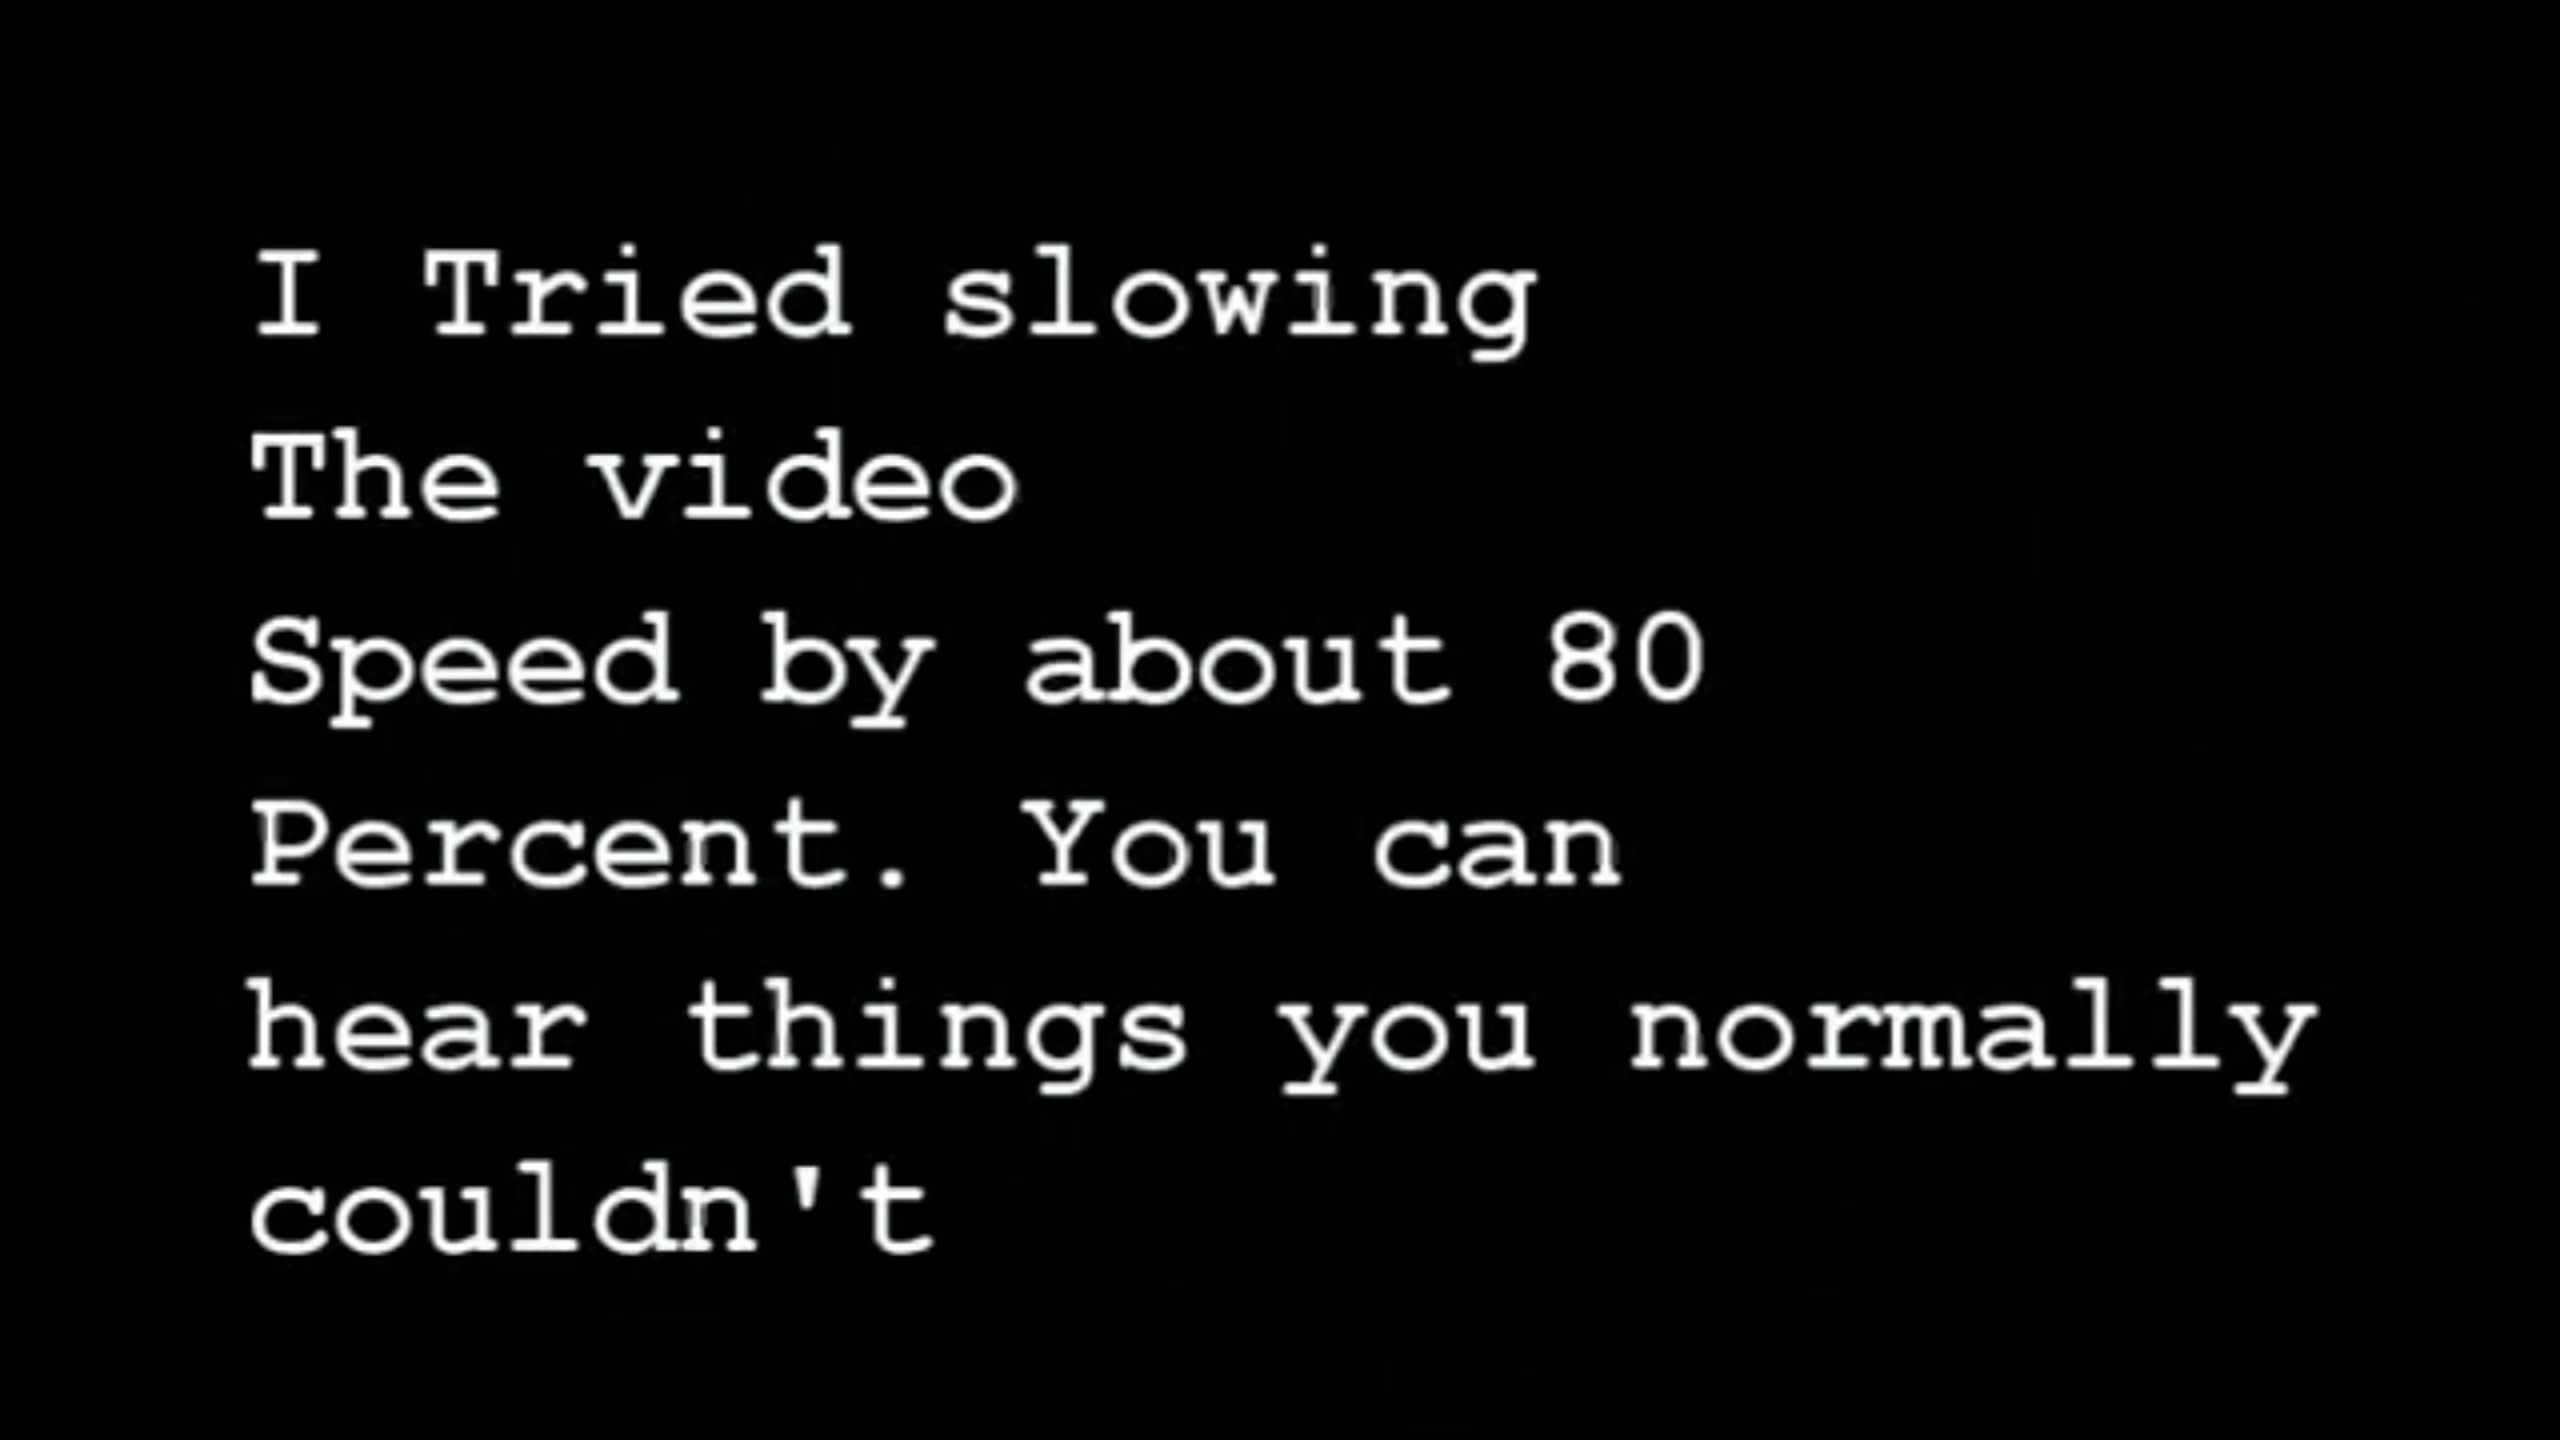 I Tried slowing
The video
Speed by about 80
Percent. You can
hear things you normally
couldn't